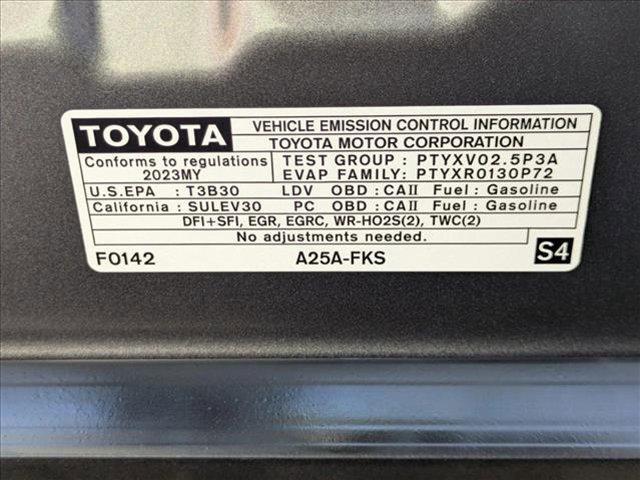 TOYOTA
VEHICLE EMISSION CONTROL INFORMATION
TOYOTA MOTOR CORPORATION
Conforms to regulations
2023MY
TEST GROUP : PTYXV02.5P3A
EVAP FAMILY: PTYXR0130P72
U.S.EPA : T3B30 LDV OBD : CAII Fuel : Gasoline
California : SULEV30 PC OBD : CAII Fuel : Gasoline
DFI+SFI, EGR, EGRC, WR-HO2S(2), TWC(2)
No adjustments needed.
F0142 A25A-FKS S4